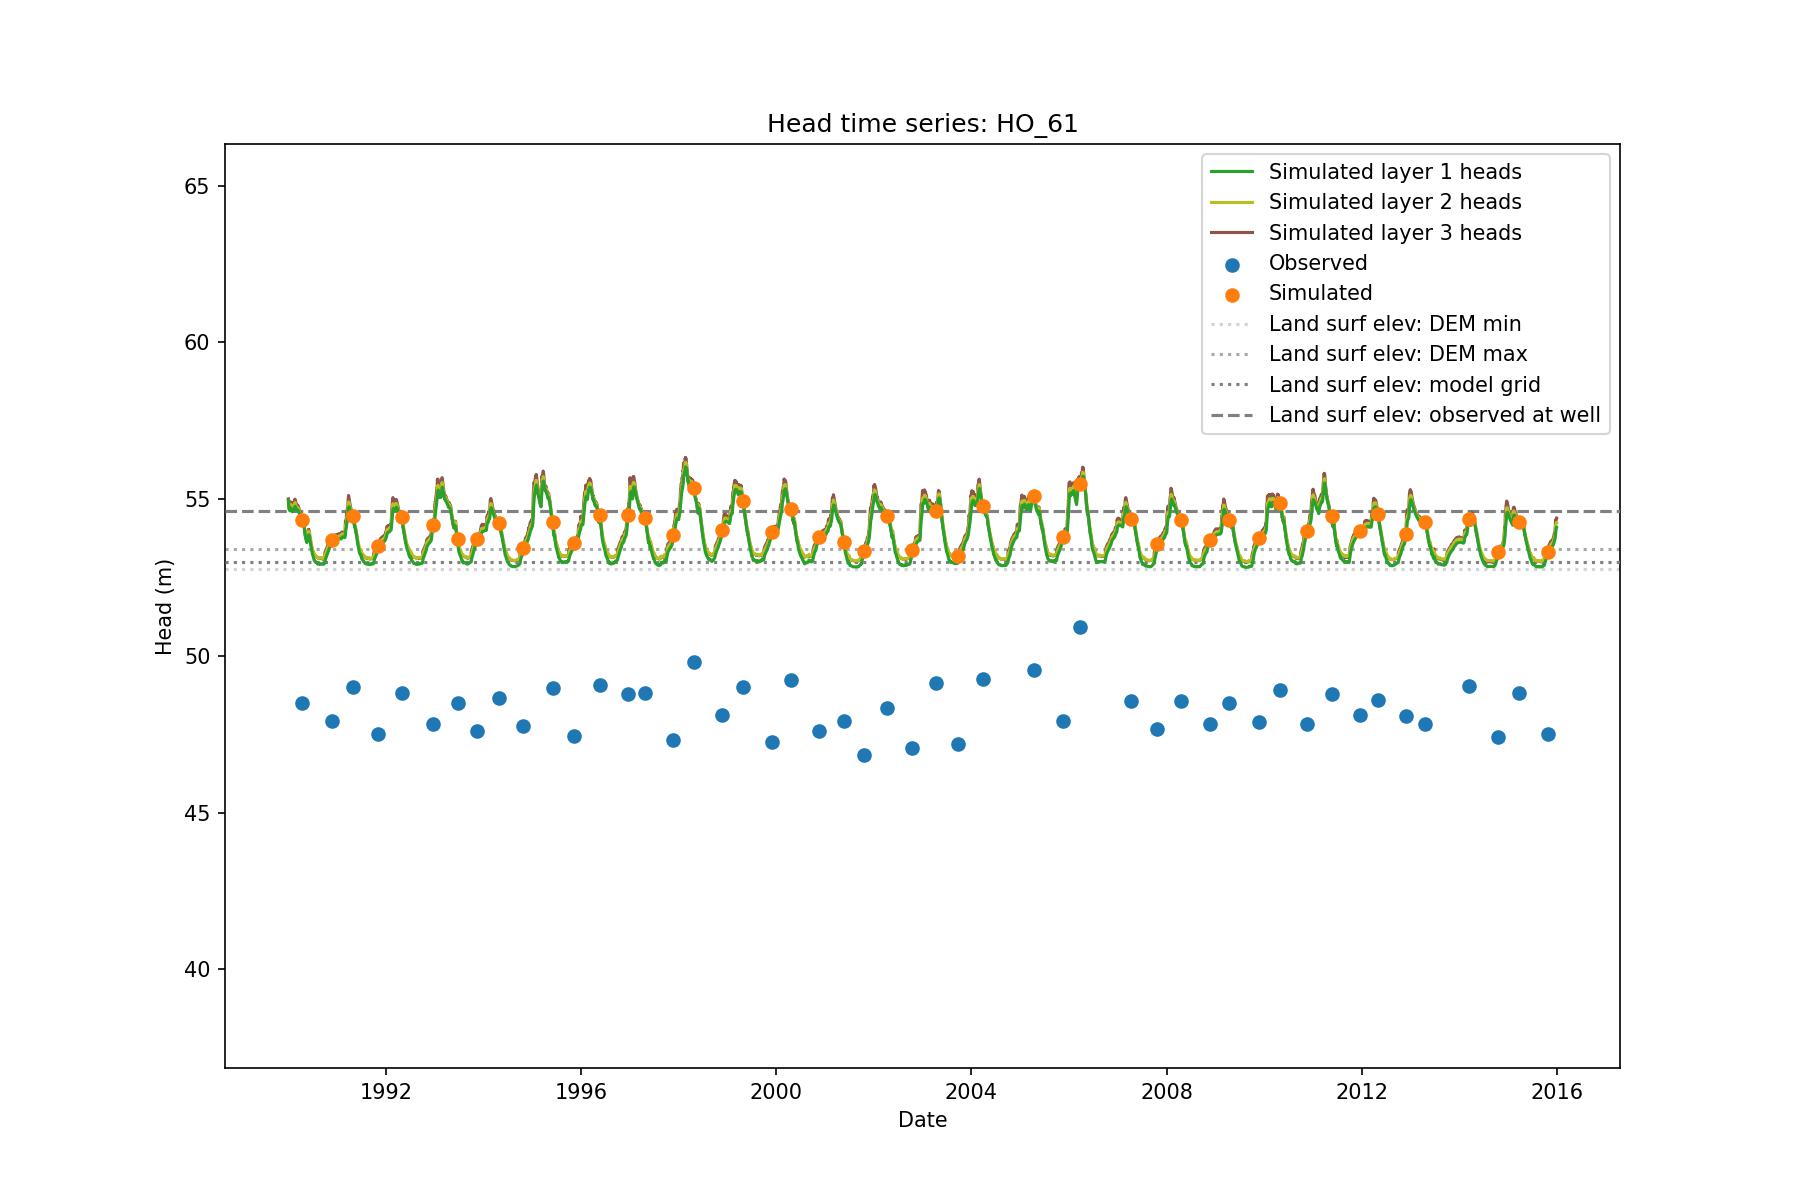 Head time series: HO_61
65
60
55
50
45
40
Head (m)
Simulated layer 1 heads
Simulated layer 2 heads
Simulated layer 3 heads
Observed
Simulated
Land surf elev: DEM min
Land surf elev: DEM max
Land surf elev: model grid
Land surf elev: observed at well
1992
1996
2000
2004
2008
2012
2016
Date